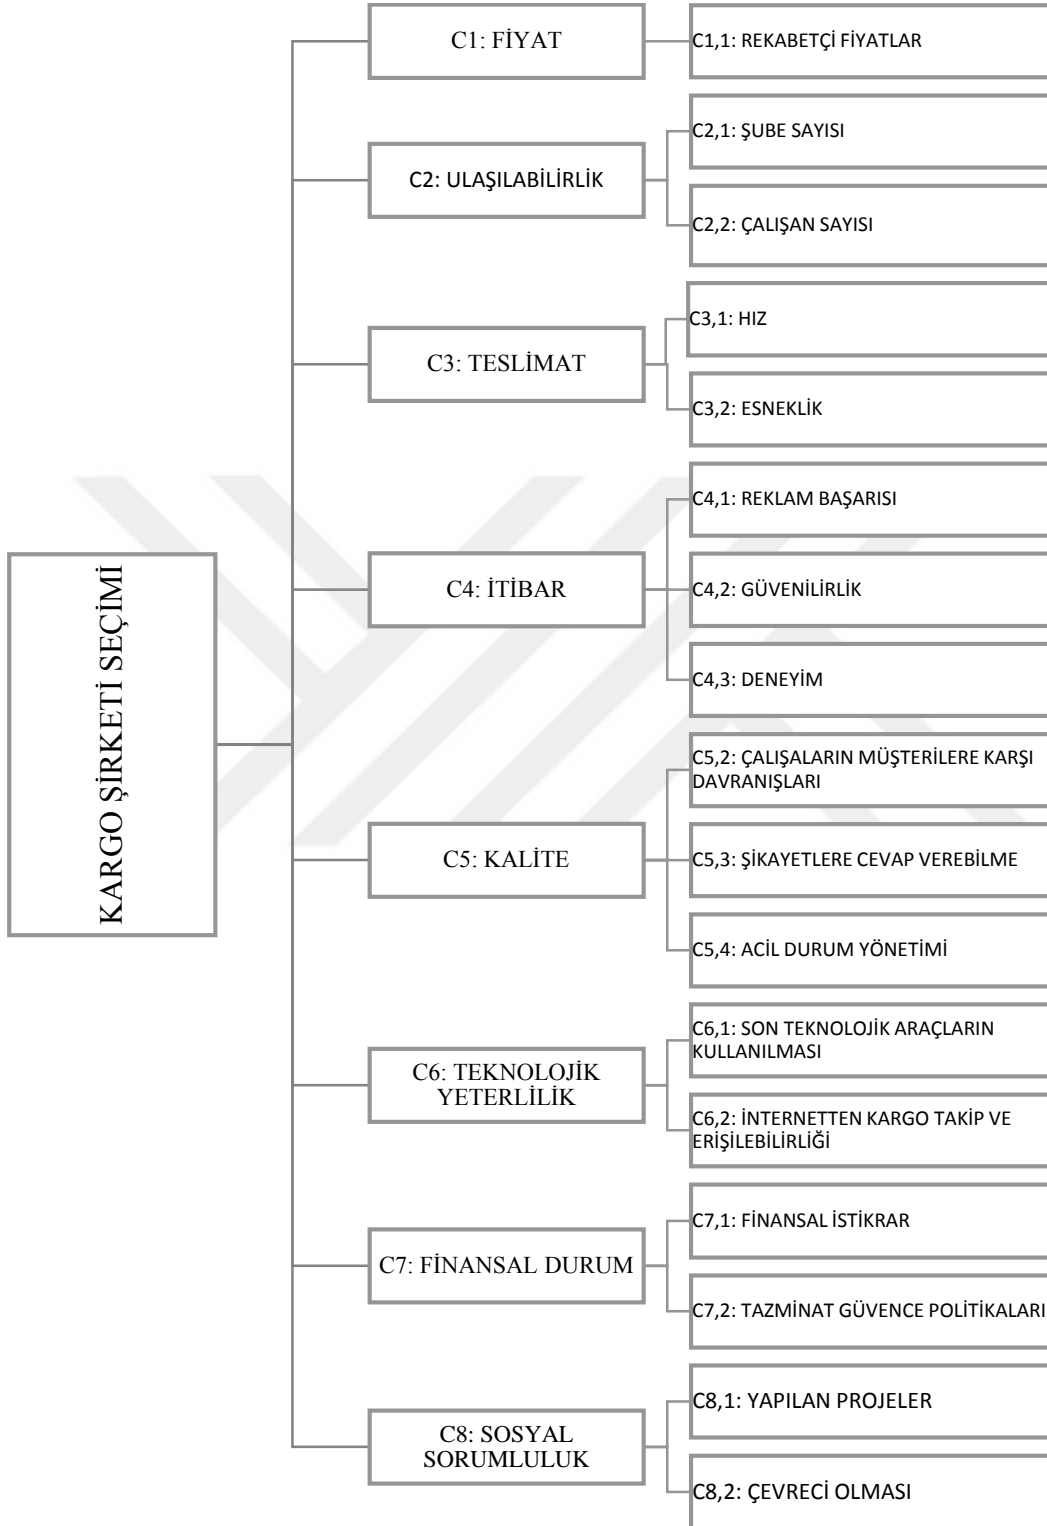 KARGO ŞİRKETİ SEÇİMİ
C1: FİYAT
C1,1: REKABETÇİ FİYATLAR
C2: ULAŞILABİLİRLİK
C2,1: ŞUBE SAYISI
C2,2: ÇALIŞAN SAYISI
C3: TESLİMAT
C3,1: HIZ
C3,2: ESNEKLİK
C4: İTİBAR
C4,1: REKLAM BAŞARISI
C4,2: GÜVENİLİRLİK
C4,3: DENEYİM
C5: KALİTE
C5,2: ÇALIŞALARIN MÜŞTERİLERE KARŞI
DAVRANIŞLARI
C5,3: ŞİKAYETLERE CEVAP VEREBİLME
C5,4: ACİL DURUM YÖNETİMİ
C6: TEKNOLOJİK
YETERLİLİK
C6,1: SON TEKNOLOJİK ARAÇLARIN
KULLANILMASI
C6,2: İNTERNETTEN KARGO TAKİP VE
ERİŞİLEBİLİRLİĞİ
C7: FİNANSAL DURUM
C7,1: FİNANSAL İSTİKRAR
C7,2: TAZMİNAT GÜVENCE POLİTİKALARI
C8: SOSYAL
SORUMLULUK
C8,1: YAPILAN PROJELER
C8,2: ÇEVRECİ OLMASI